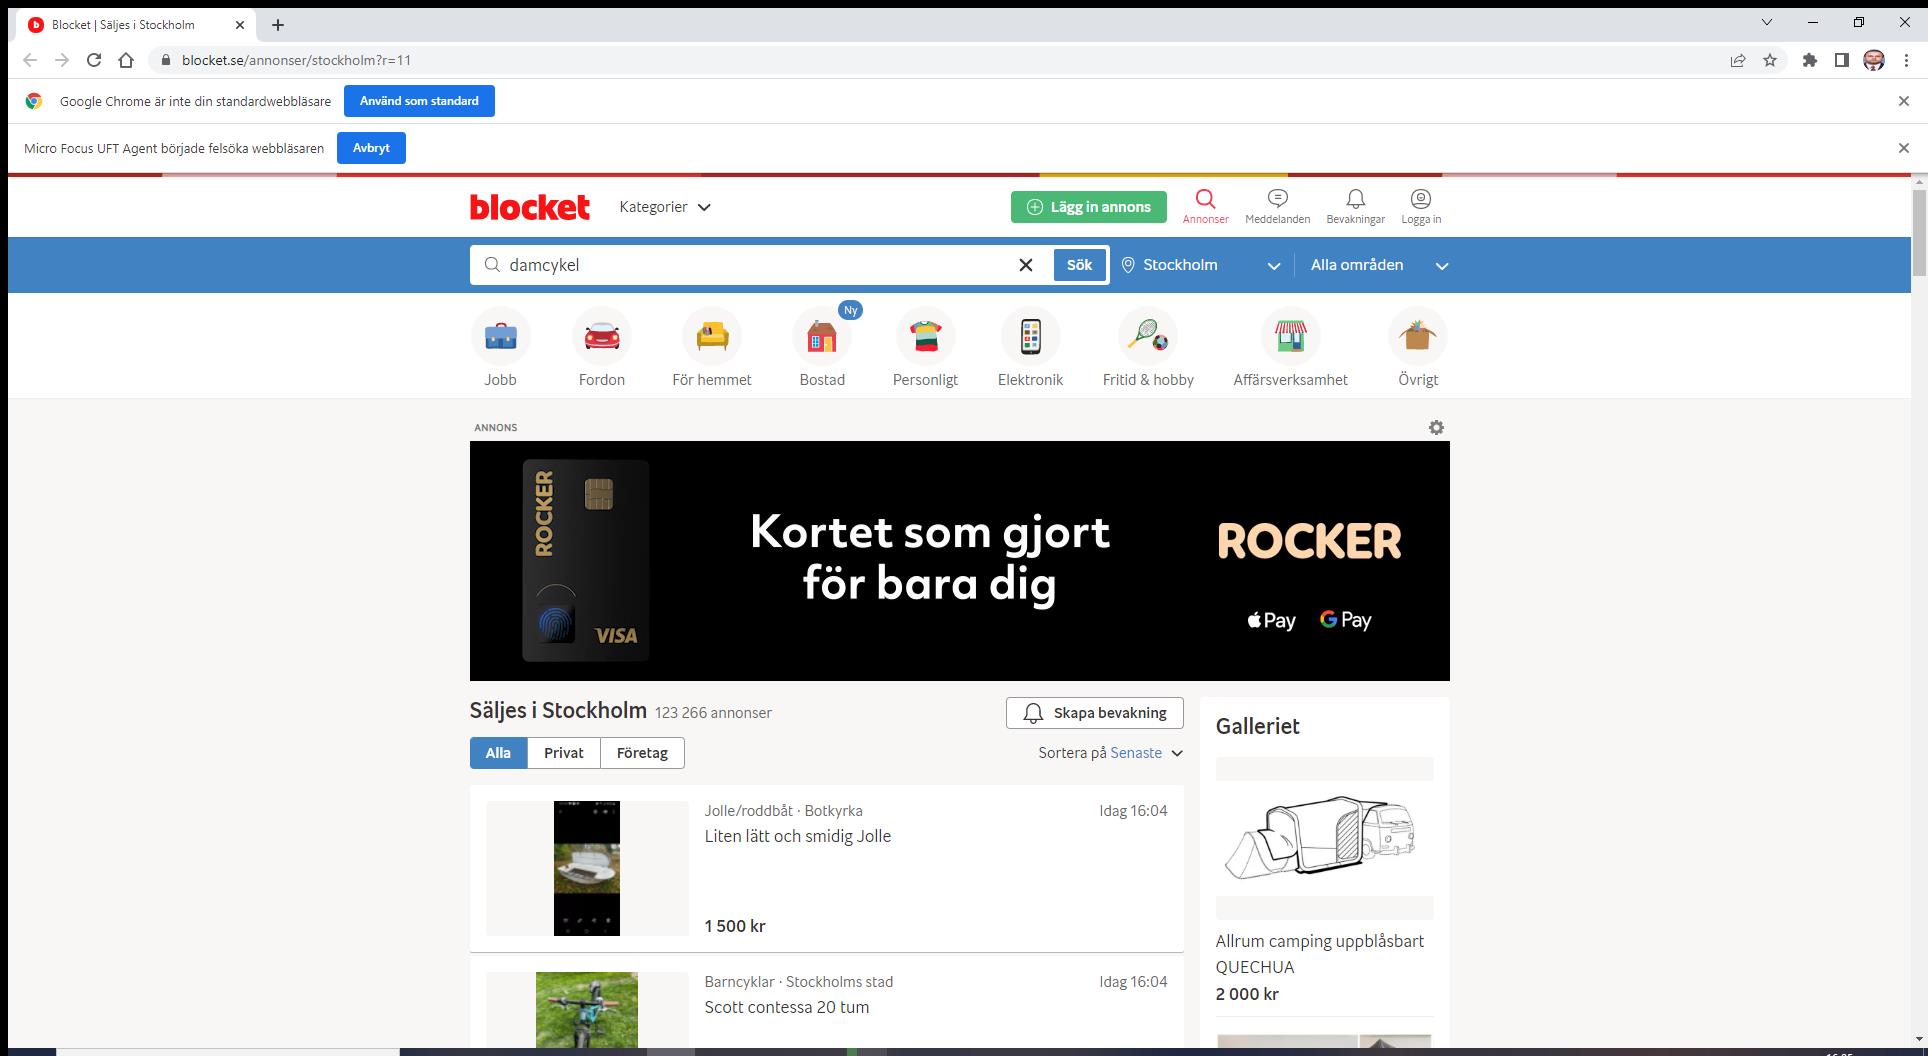 Blocket | Säljes i Stockholm
blocket.se/annonser/stockholm?r=11
Google Chrome är inte din standardwebbläsare
Använd som standard
Micro Focus UFT Agent började felsöka webbläsaren
Avbryt
blocket
Kategorier
Lägg in annons
Annonser
Meddelanden
Bevakningar
Logga in
damcykel
Sök
Stockholm
Alla områden
Ny
Jobb
Fordon
För hemmet
Bostad
Personligt
Elektronik
Fritid & hobby
Affärsverksamhet
Övrigt
ANNONS
ROCKER
VISA
Kortet som gjort
för bara dig
ROCKER
Pay
G Pay
Säljes i Stockholm 123 266 annonser
Skapa bevakning
Alla
Privat
Företag
Sortera på Senaste
Jolle/roddbåt · Botkyrka
Idag 16:04
Liten lätt och smidig Jolle
1 500 kr
Barncyklar · Stockholms stad
Idag 16:04
Scott contessa 20 tum
Galleriet
Allrum camping uppblåsbart
QUECHUA
2 000 kr